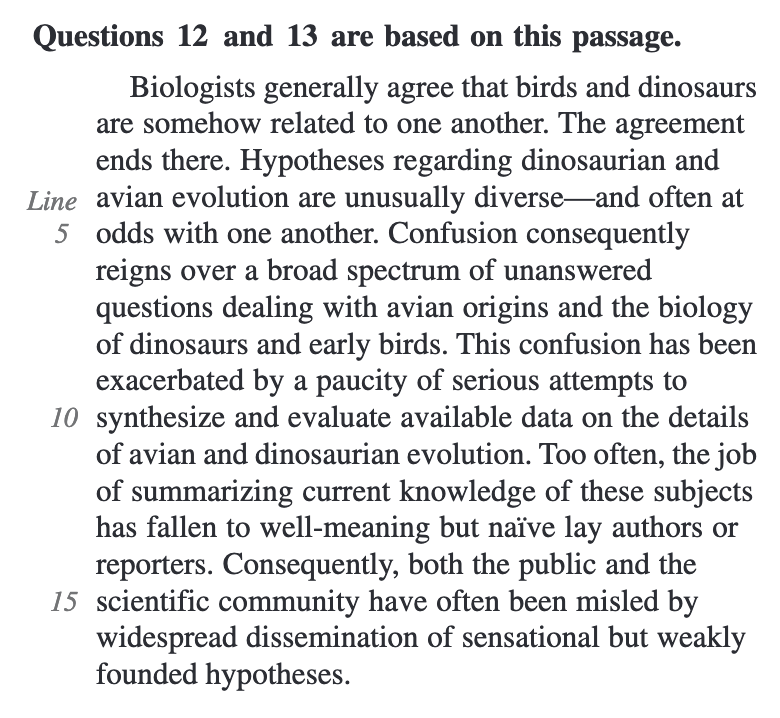 Questions 12 and 13 are based on this passage.
Biologists generally agree that birds and dinosaurs
are somehow related to one another. The agreement
ends there. Hypotheses regarding dinosaurian and
Line avian evolution are unusually diverse—and often at
5 odds with one another. Confusion consequently
reigns over a broad spectrum of unanswered
questions dealing with avian origins and the biology
of dinosaurs and early birds. This confusion has been
exacerbated by a paucity of serious attempts to
10 synthesize and evaluate available data on the details
of avian and dinosaurian evolution. Too often, the job
of summarizing current knowledge of these subjects
has fallen to well-meaning but naïve lay authors or
reporters. Consequently, both the public and the
15 scientific community have often been misled by
widespread dissemination of sensational but weakly
founded hypotheses.